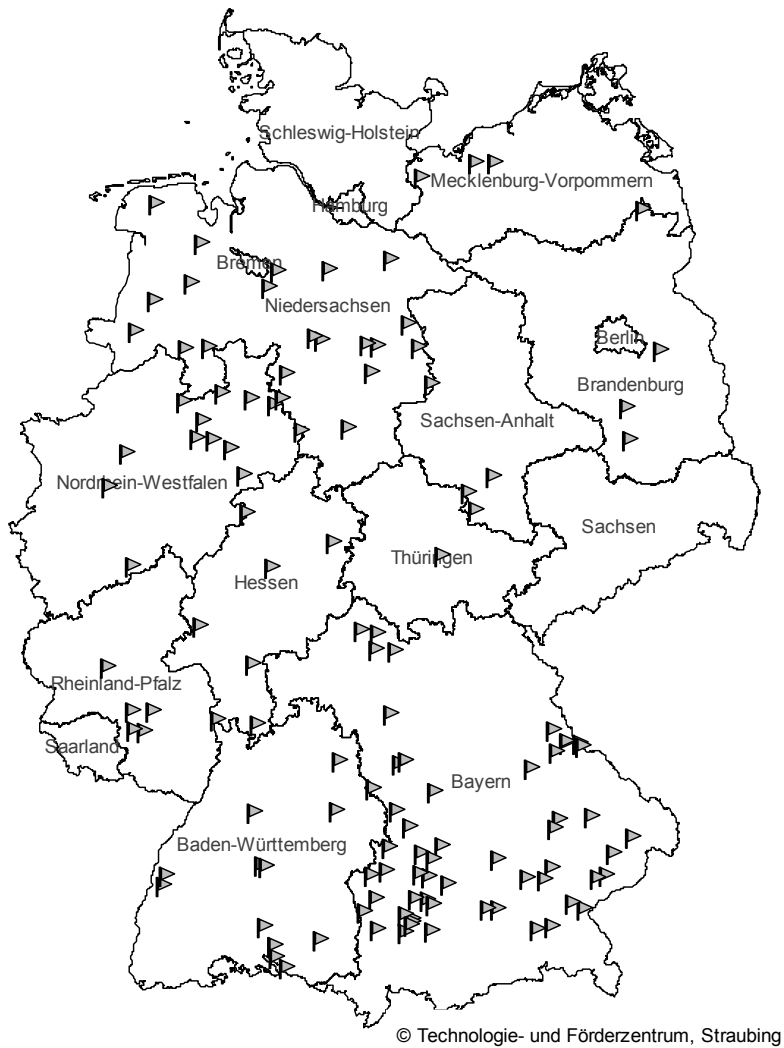 Schleswig-Holstein
Mecklenburg-Vorpommern
Hamburg
Bremen
Niedersachsen
Berlin
Brandenburg
Sachsen-Anhalt
Nordrhein-Westfalen
Sachsen
Thüringen
Hessen
Rheinland-Pfalz
Saarland
Bayern
Baden-Württemberg
© Technologie- und Förderzentrum, Straubing